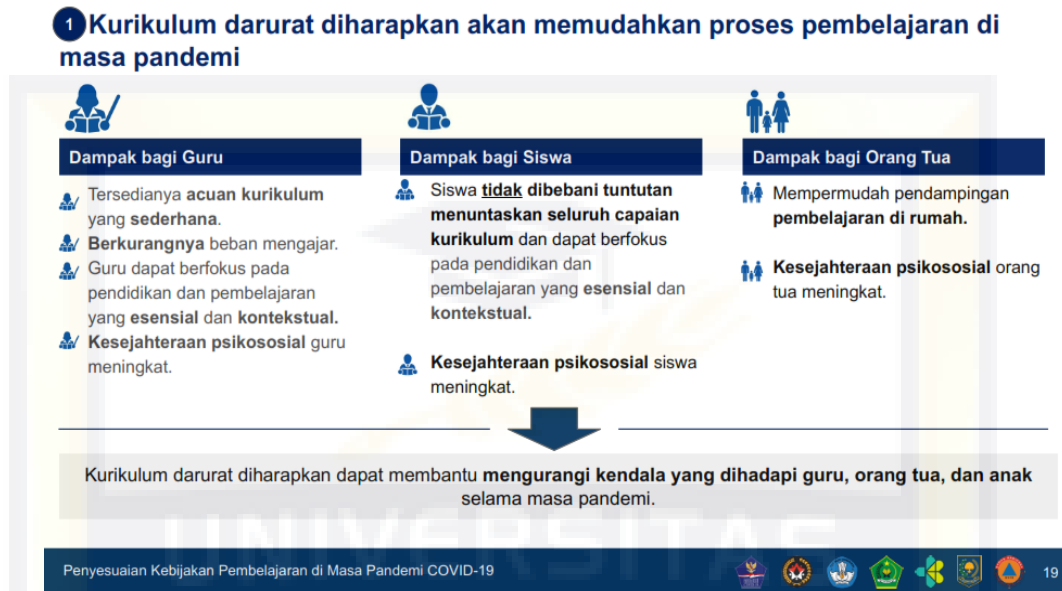 1 Kurikulum darurat diharapkan akan memudahkan proses pembelajaran di
masa pandemi
Dampak bagi Guru
Tersedianya acuan kurikulum
yang sederhana.
Berkurangnya beban mengajar.
Guru dapat berfokus pada
pendidikan dan pembelajaran
yang esensial dan kontekstual.
Kesejahteraan psikososial guru
meningkat.
Dampak bagi Siswa
Siswa tidak dibebani tuntutan
menuntaskan seluruh capaian
kurikulum dan dapat berfokus
pada pendidikan dan
pembelajaran yang esensial dan
kontekstual.
Kesejahteraan psikososial siswa
meningkat.
Dampak bagi Orang Tua
Mempermudah pendampingan
pembelajaran di rumah.
Kesejahteraan psikososial orang
tua meningkat.
Kurikulum darurat diharapkan dapat membantu mengurangi kendala yang dihadapi guru, orang tua, dan anak
selama masa pandemi.
UNIVERSITAS
Penyesuaian Kebijakan Pembelajaran di Masa Pandemi COVID-19
19